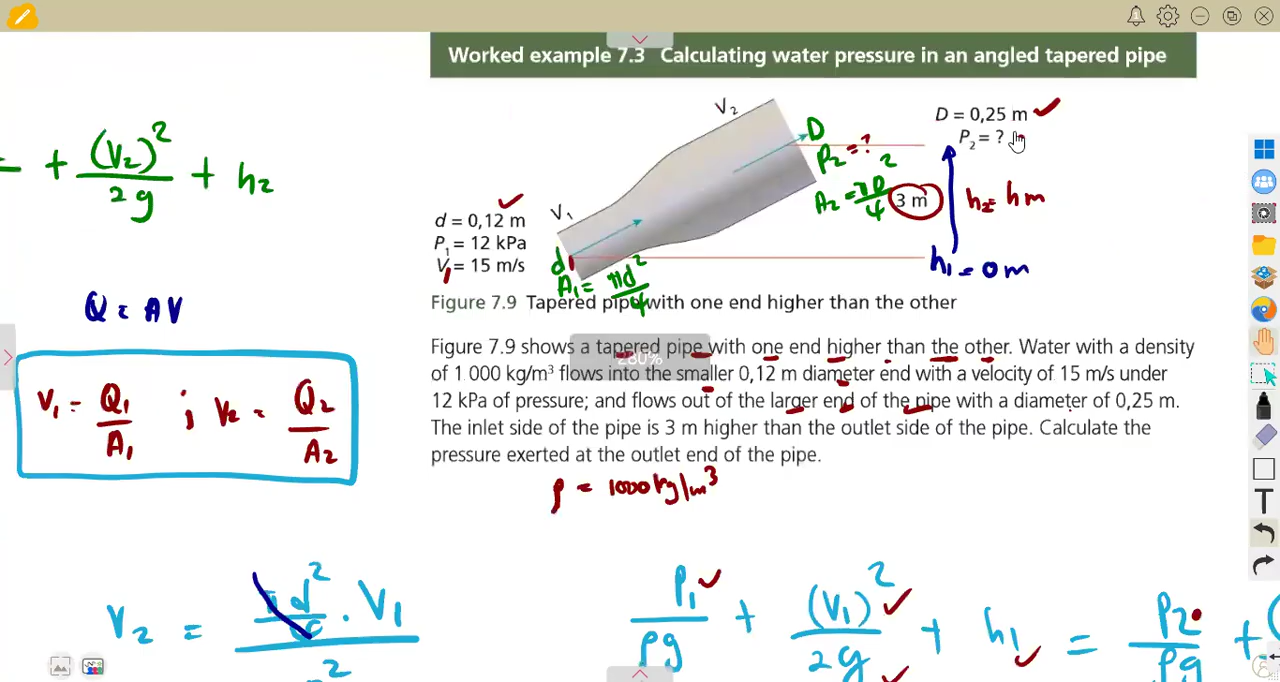 Worked example 7.3 Calculating water pressure in an angled tapered pipe
V₂
D
D = 0,25 m
P₂ = ?
P₂ = ?
A₂ = πD²/4
3 m
h₂ = hm
h₁ = 0m
+ (V₂)²/2g + h₂
d = 0,12 m
P₁ = 12 kPa
V₁ = 15 m/s
V₁
d
A₁ = πd²/4
Figure 7.9 Tapered pipe with one end higher than the other
Q = AV
V₁ = Q₁/A₁ ; V₂ = Q₂/A₂
280%
Figure 7.9 shows a tapered pipe with one end higher than the other. Water with a density
of 1 000 kg/m³ flows into the smaller 0,12 m diameter end with a velocity of 15 m/s under
12 kPa of pressure; and flows out of the larger end of the pipe with a diameter of 0,25 m.
The inlet side of the pipe is 3 m higher than the outlet side of the pipe. Calculate the
pressure exerted at the outlet end of the pipe.
ρ = 1000kg/m³
P₁/ρg + (V₁)²/2g + h₁ = P₂/ρg +
V₂ =
. V₁
T